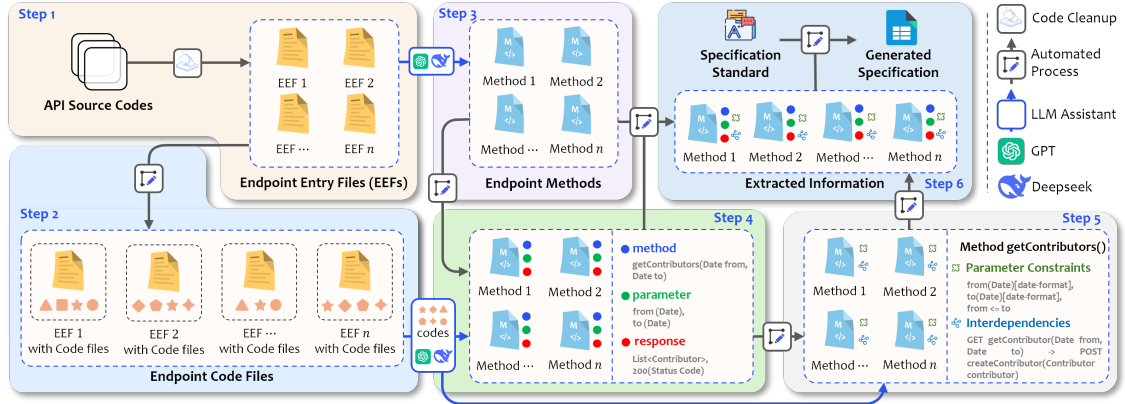 Step 1
API Source Codes
EEF 1
EEF 2
EEF ...
EEF n
Endpoint Entry Files (EEFs)
Step 2
EEF 1
with Code files
EEF 2
with Code files
EEF ...
with Code files
EEF n
with Code files
Endpoint Code Files
codes
Step 3
M
</>
Method 1
M
</>
Method 2
M
</>
Method ...
M
</>
Method n
Endpoint Methods
Step 4
M
</>
Method 1
M
</>
Method 2
M
</>
Method ...
M
</>
Method n
method
getContributors(Date from,
Date to)
parameter
from (Date),
to (Date)
response
List<Contributor>,
200(Status Code)
Step 5
M
</>
Method 1
M
</>
Method 2
M
</>
Method ...
M
</>
Method n
Method getContributors()
Parameter Constraints
from(Date)[date-format],
to(Date)[date-format],
from <= to
Interdependencies
GET getContributor(Date from,
Date to) -> POST
createContributor(Contributor
contributor)
Step 6
Specification
Standard
Generated
Specification
M
</>
Method 1
M
</>
Method 2
M
</>
Method ...
M
</>
Method n
Extracted Information
Code Cleanup
Automated
Process
LLM Assistant
GPT
Deepseek